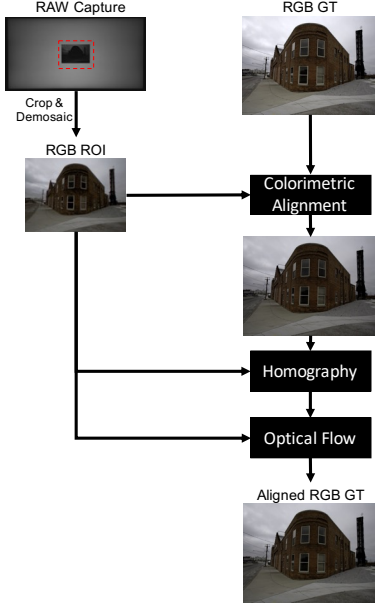 RAW Capture
RGB GT
Crop &
Demosaic
RGB ROI
Colorimetric
Alignment
Homography
Optical Flow
Aligned RGB GT